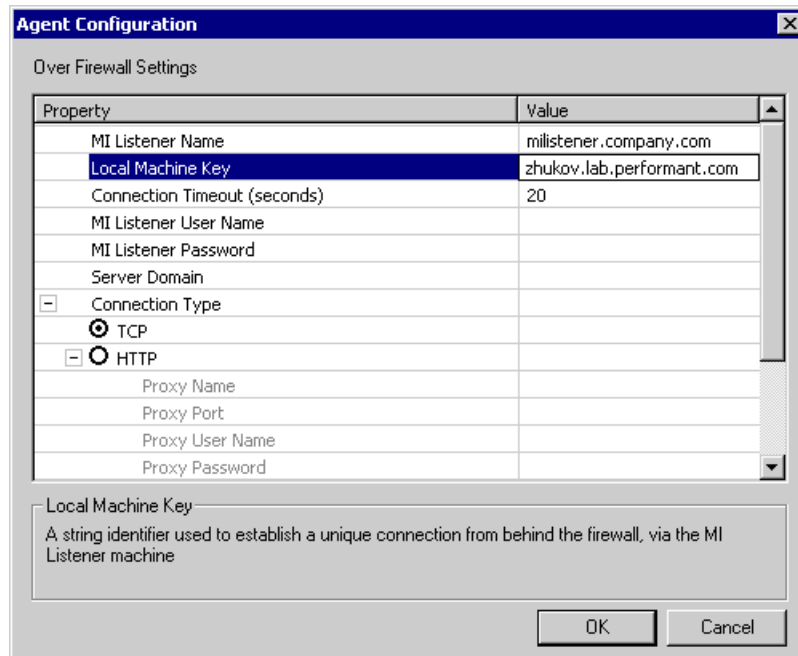 Agent Configuration
Over Firewall Settings
Property Value
MI Listener Name milistener.company.com
Local Machine Key zhukov.lab.performant.com
Connection Timeout (seconds) 20
MI Listener User Name
MI Listener Password
Server Domain
Connection Type
TCP
HTTP
Proxy Name
Proxy Port
Proxy User Name
Proxy Password
Local Machine Key
A string identifier used to establish a unique connection from behind the firewall, via the MI
Listener machine
OK Cancel